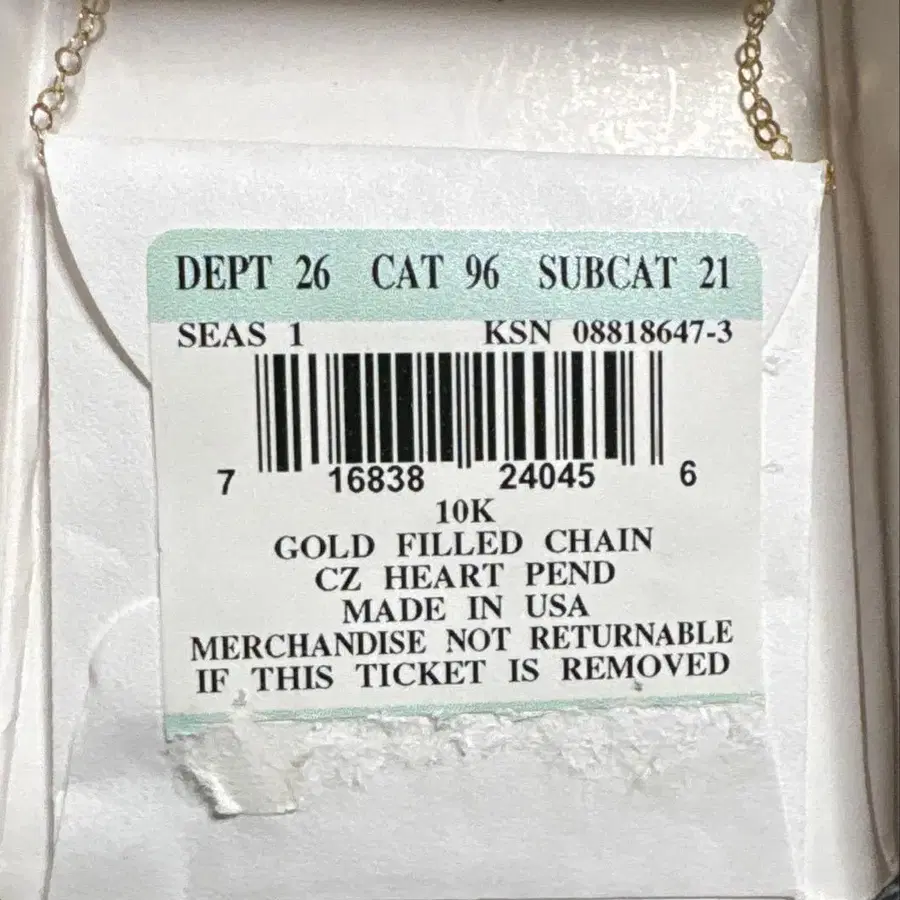 DEPT 26 CAT 96 SUBCAT 21
SEAS 1 KSN 08818647-3
7 16838 24045 6
10K
GOLD FILLED CHAIN
CZ HEART PEND
MADE IN USA
MERCHANDISE NOT RETURNABLE
IF THIS TICKET IS REMOVED